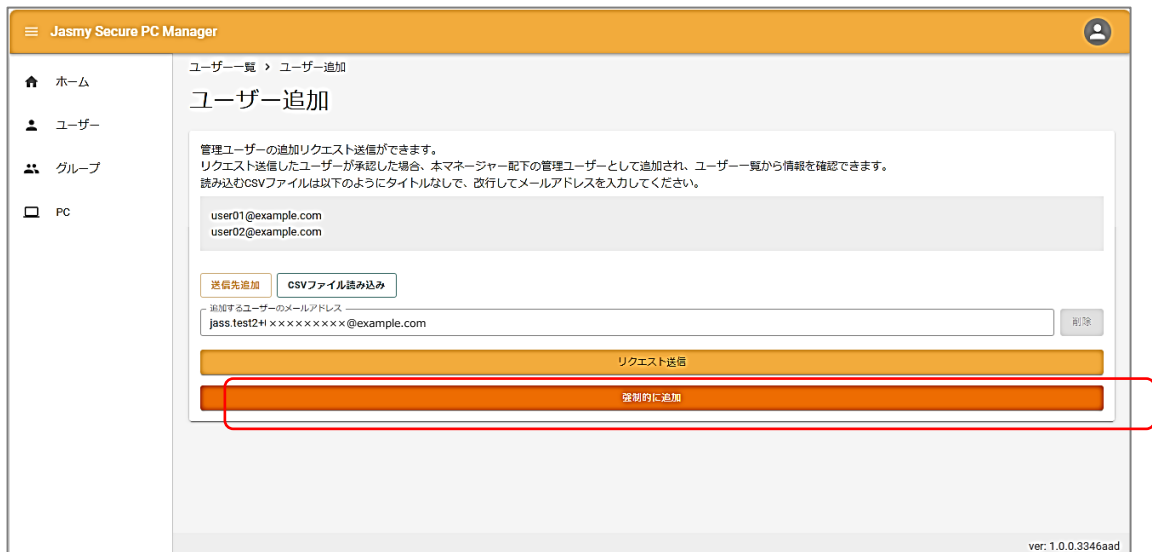 Jasmy Secure PC Manager
ホーム
ユーザー
グループ
PC
ユーザー一覧 › ユーザー追加
ユーザー追加
管理ユーザーの追加リクエスト送信ができます。
リクエスト送信したユーザーが承認した場合、本マネージャー配下の管理ユーザーとして追加され、ユーザー一覧から情報を確認できます。
読み込むCSVファイルは以下のようにタイトルなしで、改行してメールアドレスを入力してください。
user01@example.com
user02@example.com
送信先追加 CSVファイル読み込み
追加するユーザーのメールアドレス
jass.test2+×××××××××@example.com
削除
リクエスト送信
強制的に追加
ver: 1.0.0.3346aad